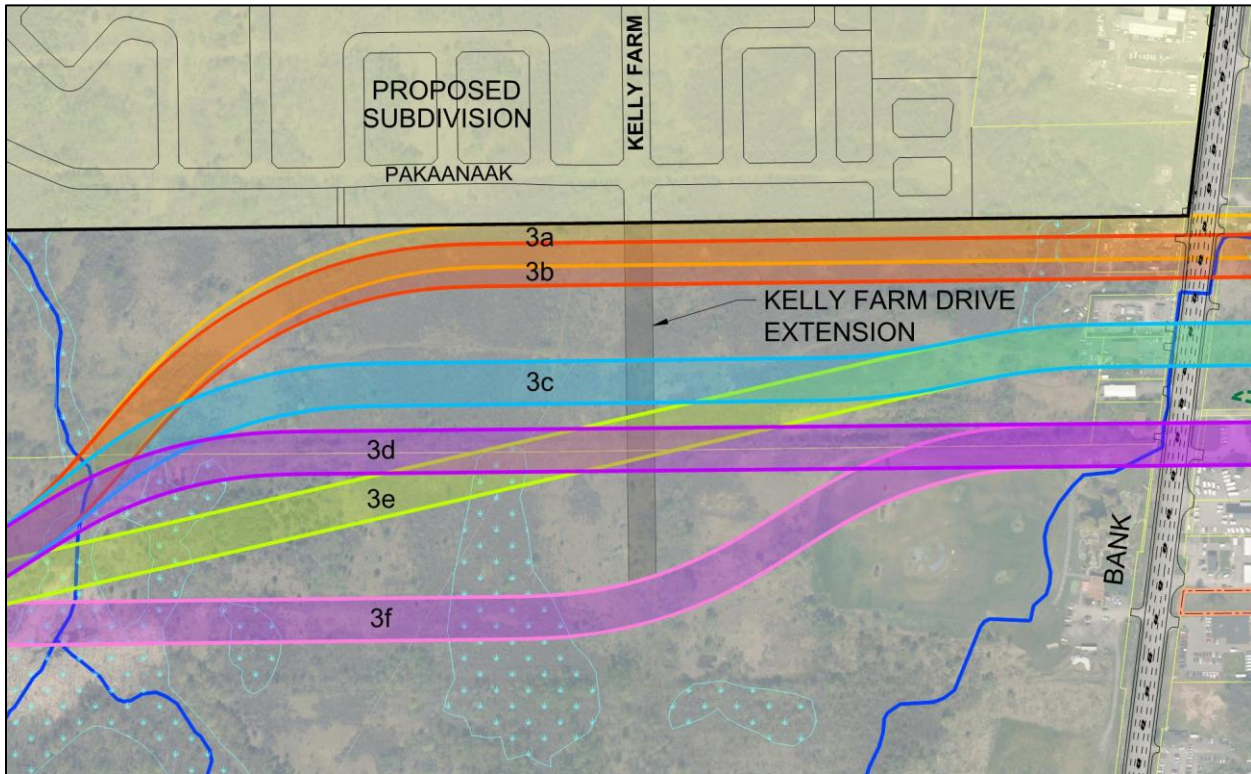 PROPOSED
SUBDIVISION
KELLY FARM
PAKAANAAK
3a
3b
KELLY FARM DRIVE
EXTENSION
3c
3d
3e
BANK
3f